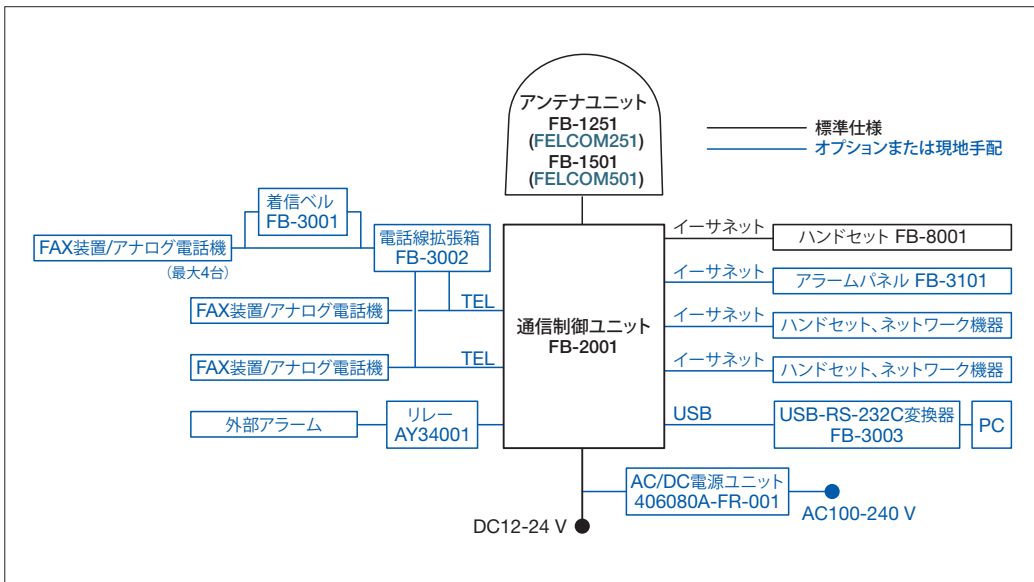 アンテナユニット
FB-1251
(FELCOM251)
FB-1501
(FELCOM501)
標準仕様
オプションまたは現地手配
着信ベル
FB-3001
FAX装置/アナログ電話機
(最大4台)
電話線拡張箱
FB-3002
FAX装置/アナログ電話機
TEL
FAX装置/アナログ電話機
TEL
外部アラーム
リレー
AY34001
通信制御ユニット
FB-2001
イーサネット
ハンドセット FB-8001
イーサネット
アラームパネル FB-3101
イーサネット
ハンドセット、ネットワーク機器
イーサネット
ハンドセット、ネットワーク機器
USB
USB-RS-232C変換器
FB-3003
PC
AC/DC電源ユニット
406080A-FR-001
AC100-240 V
DC12-24 V